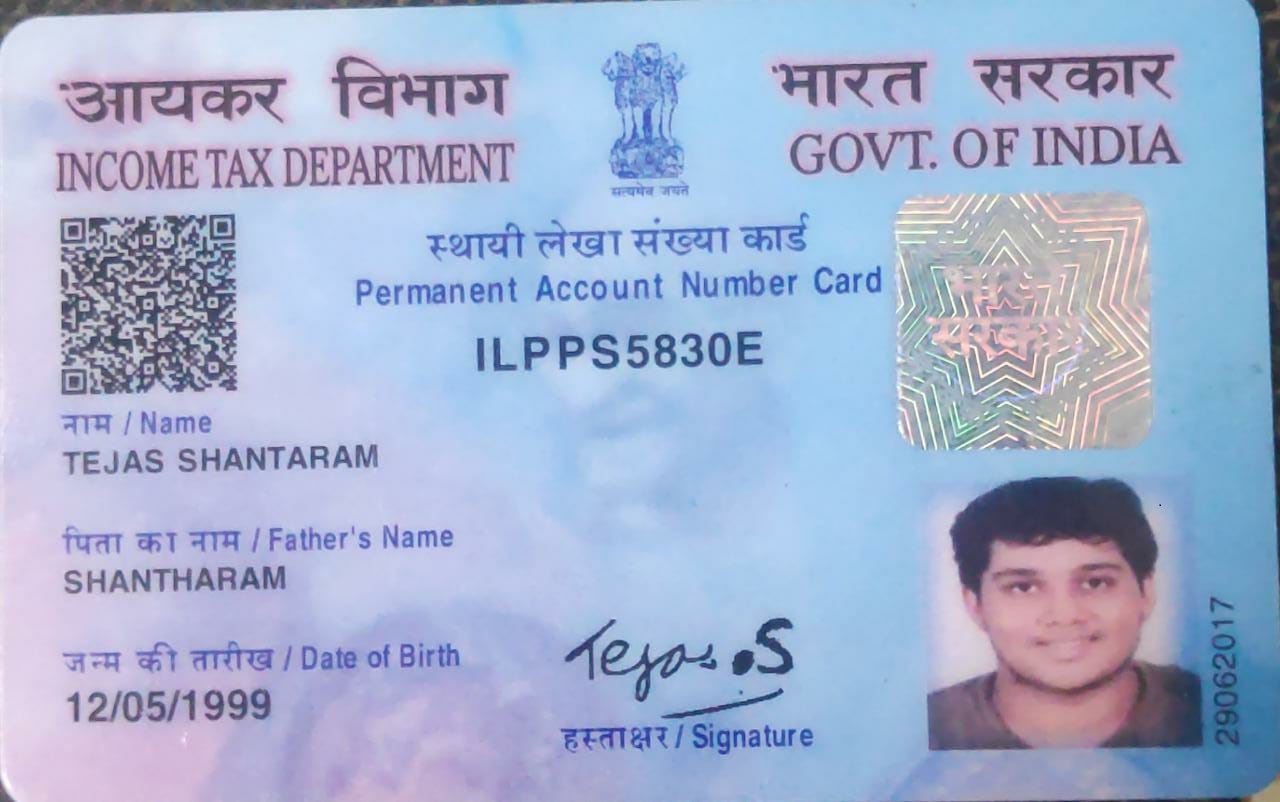 आयकर विभाग
INCOME TAX DEPARTMENT
सत्यमेव जयते
भारत सरकार
GOVT. OF INDIA
स्थायी लेखा संख्या कार्ड
Permanent Account Number Card
ILPPS5830E
भारत
सरकार
नाम / Name
TEJAS SHANTARAM
पिता का नाम / Father's Name
SHANTHARAM
जन्म की तारीख / Date of Birth
12/05/1999
Tejas .S
हस्ताक्षर / Signature
29062017